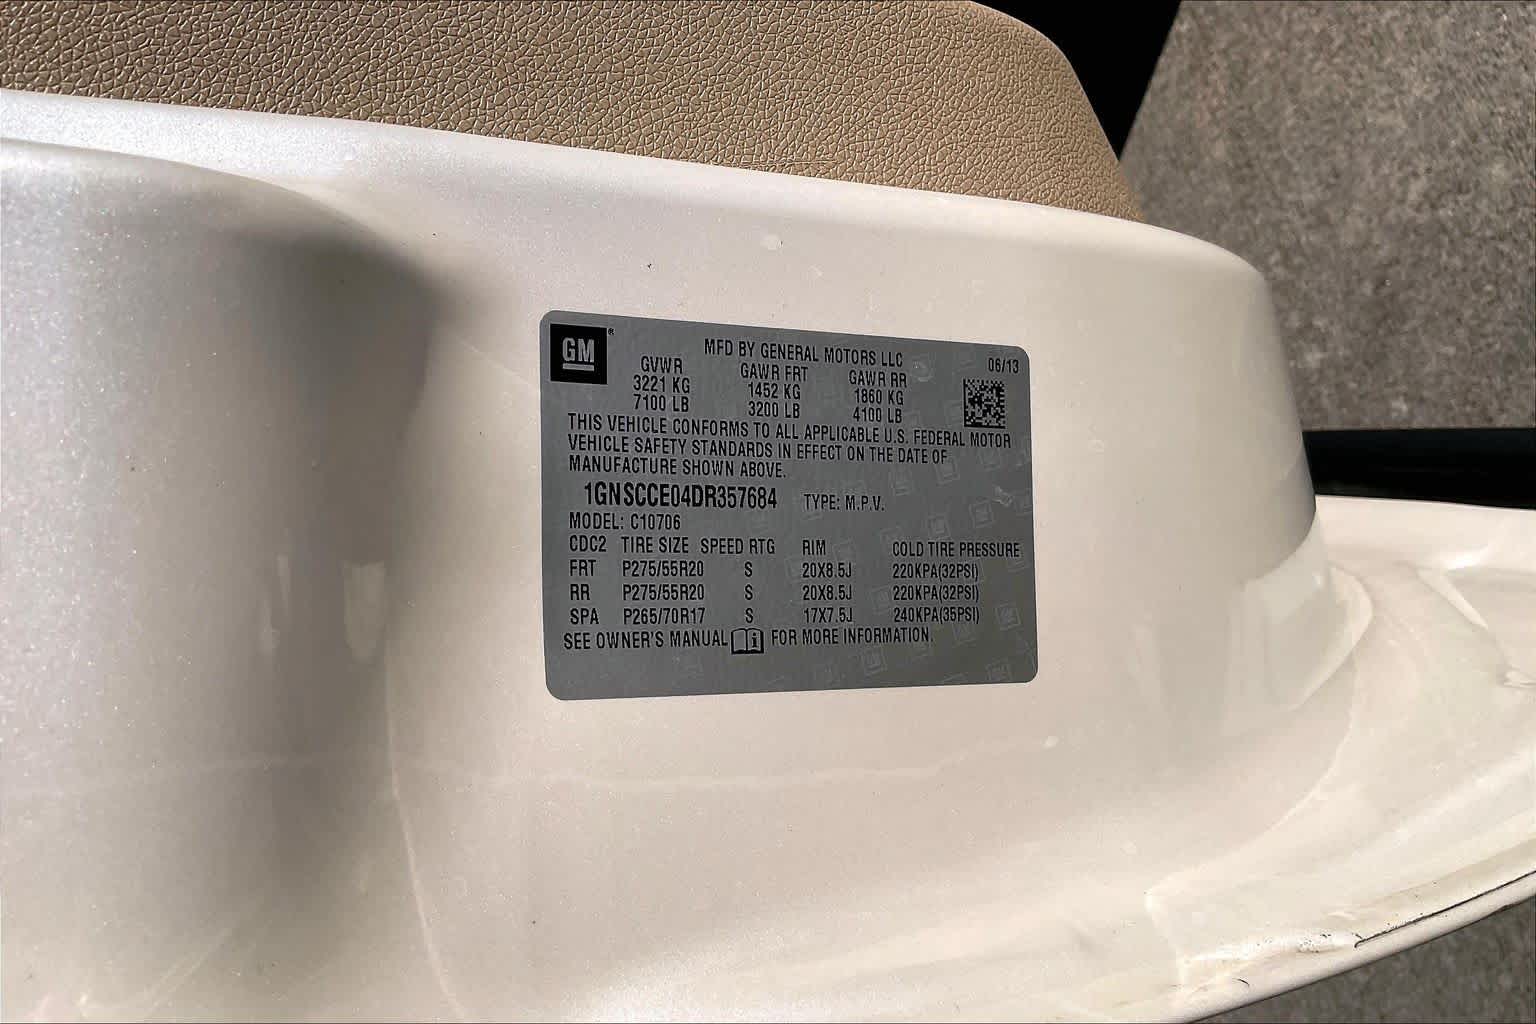 GM®
MFD BY GENERAL MOTORS LLC 06/13
GVWR GAWR FRT GAWR RR
3221 KG 1452 KG 1860 KG
7100 LB 3200 LB 4100 LB
THIS VEHICLE CONFORMS TO ALL APPLICABLE U.S. FEDERAL MOTOR
VEHICLE SAFETY STANDARDS IN EFFECT ON THE DATE OF
MANUFACTURE SHOWN ABOVE.
1GNSCCE04DR357684 TYPE: M.P.V.
MODEL: C10706
CDC2 TIRE SIZE SPEED RTG RIM COLD TIRE PRESSURE
FRT P275/55R20 S 20X8.5J 220KPA(32PSI)
RR P275/55R20 S 20X8.5J 220KPA(32PSI)
SPA P265/70R17 S 17X7.5J 240KPA(35PSI)
SEE OWNER'S MANUAL FOR MORE INFORMATION.